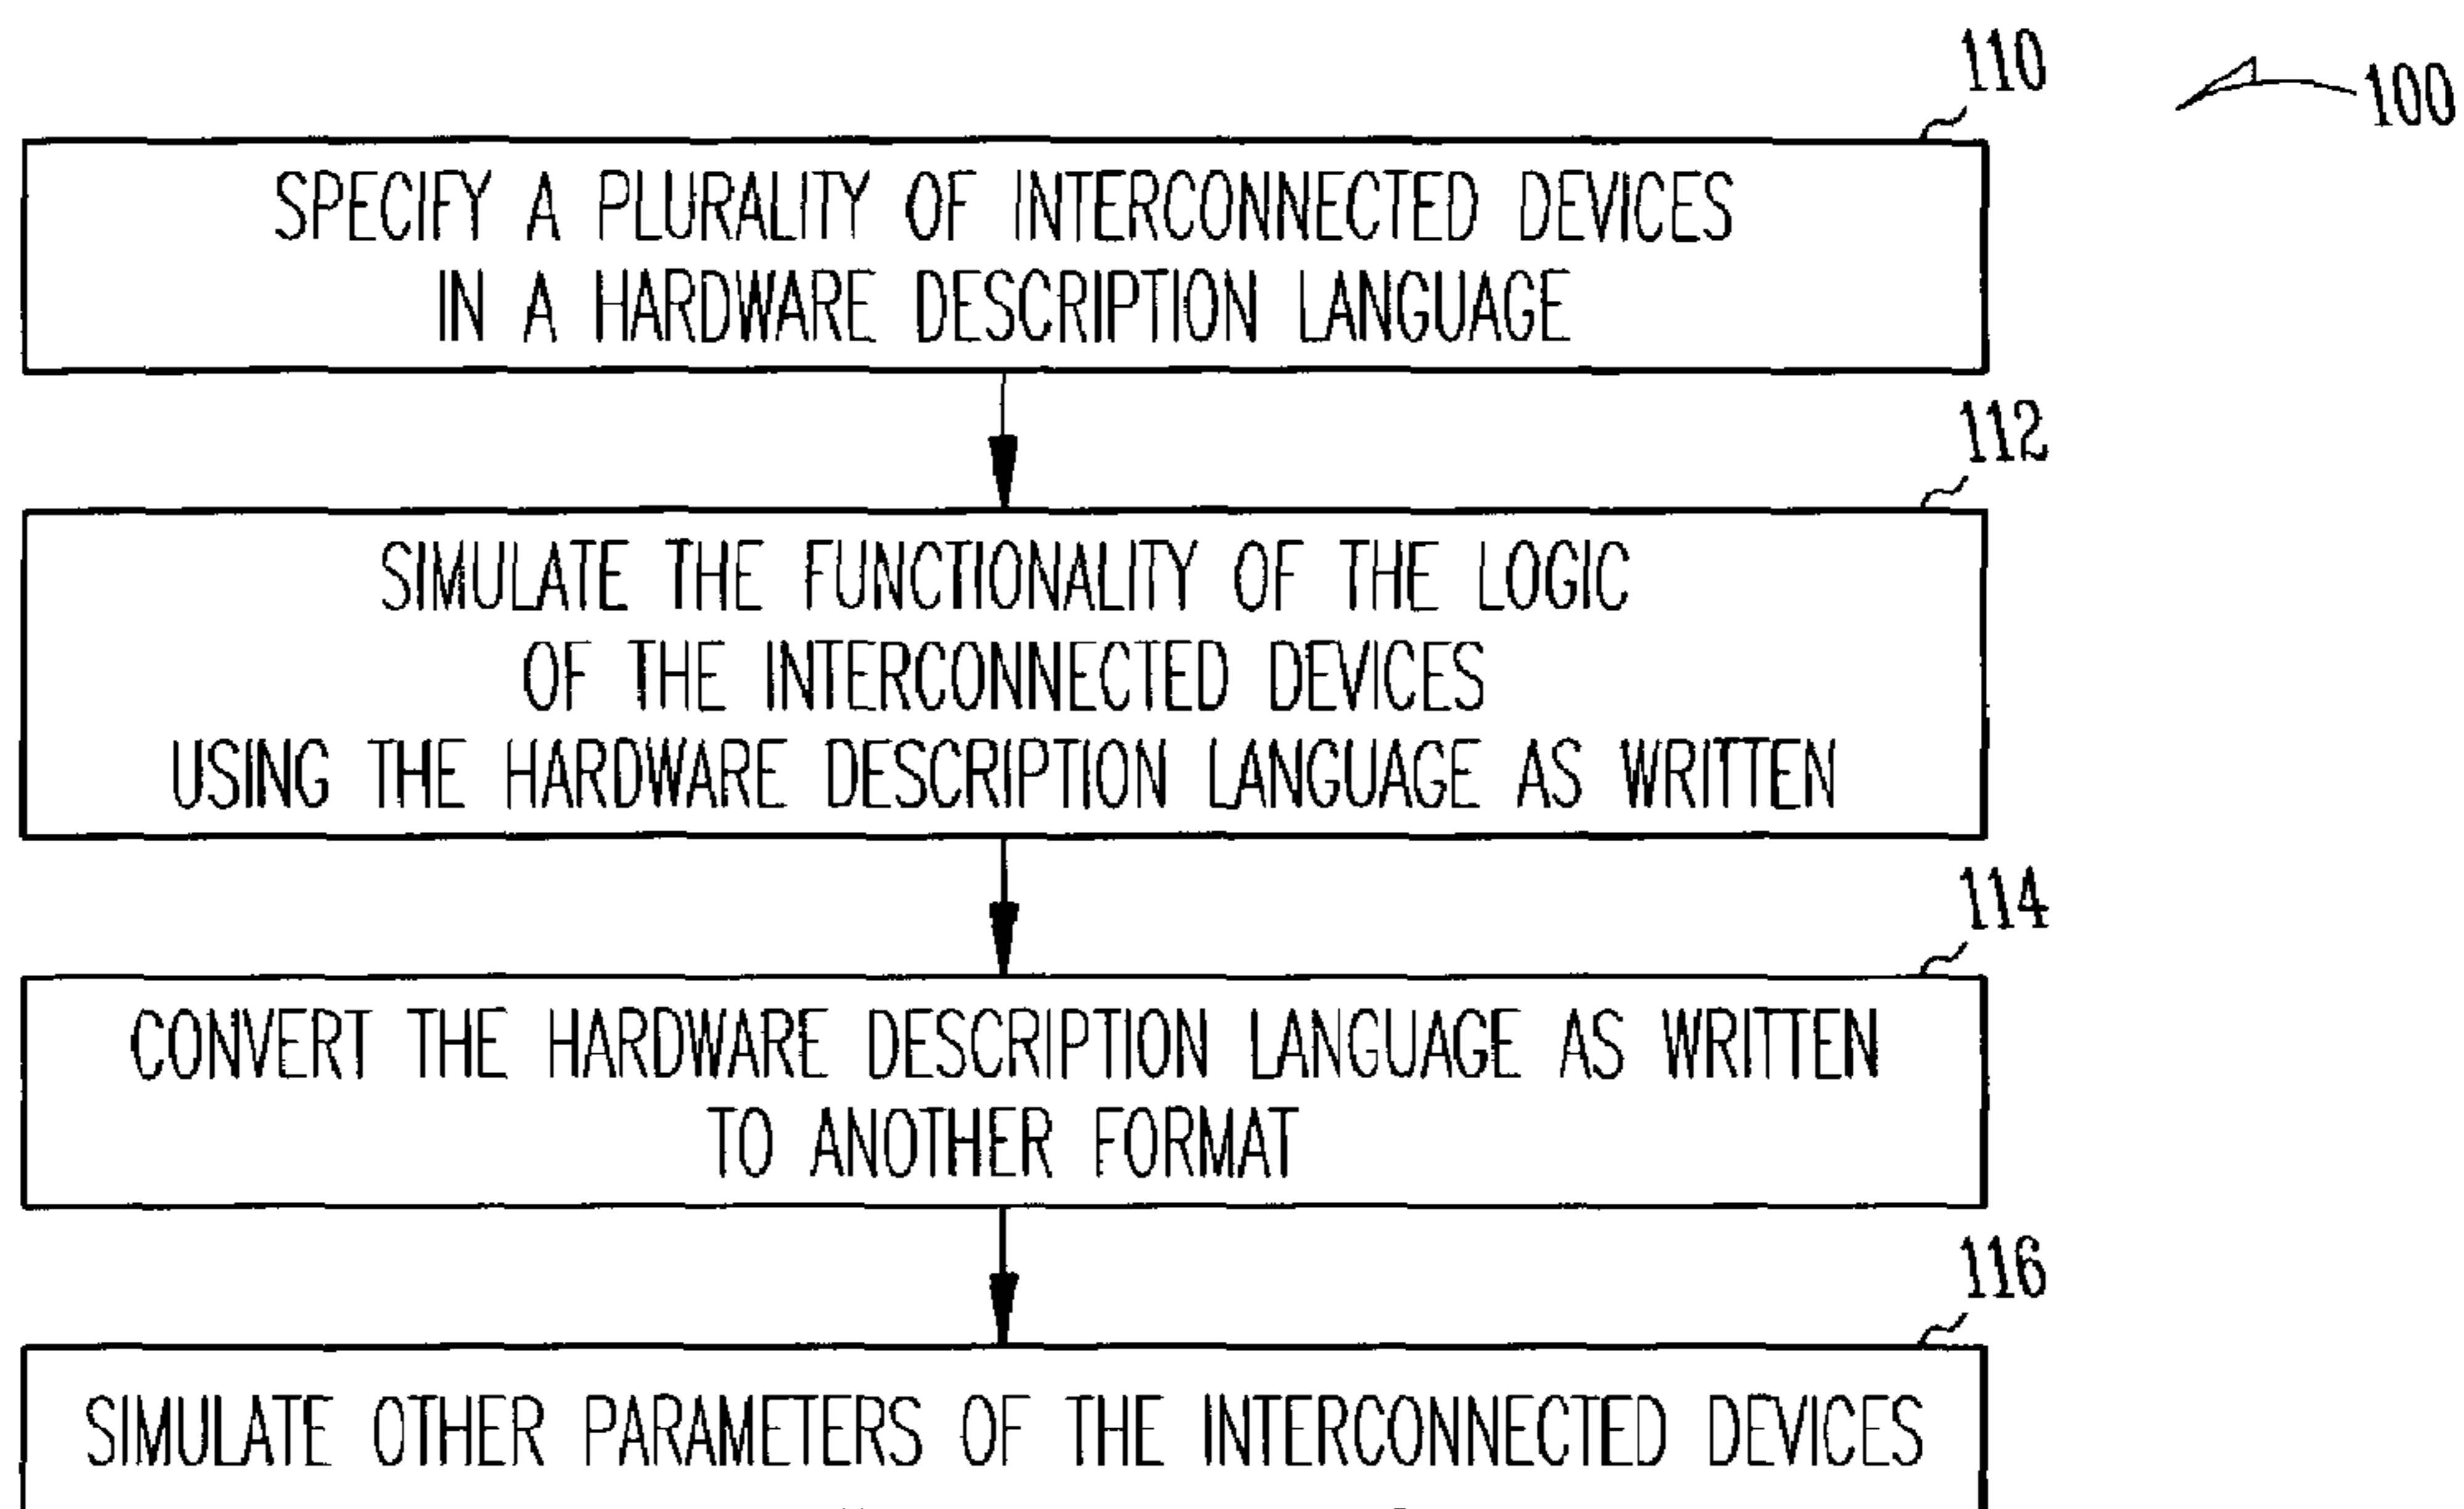 110
100
SPECIFY A PLURALITY OF INTERCONNECTED DEVICES
IN A HARDWARE DESCRIPTION LANGUAGE
112
SIMULATE THE FUNCTIONALITY OF THE LOGIC
OF THE INTERCONNECTED DEVICES
USING THE HARDWARE DESCRIPTION LANGUAGE AS WRITTEN
114
CONVERT THE HARDWARE DESCRIPTION LANGUAGE AS WRITTEN
TO ANOTHER FORMAT
116
SIMULATE OTHER PARAMETERS OF THE INTERCONNECTED DEVICES